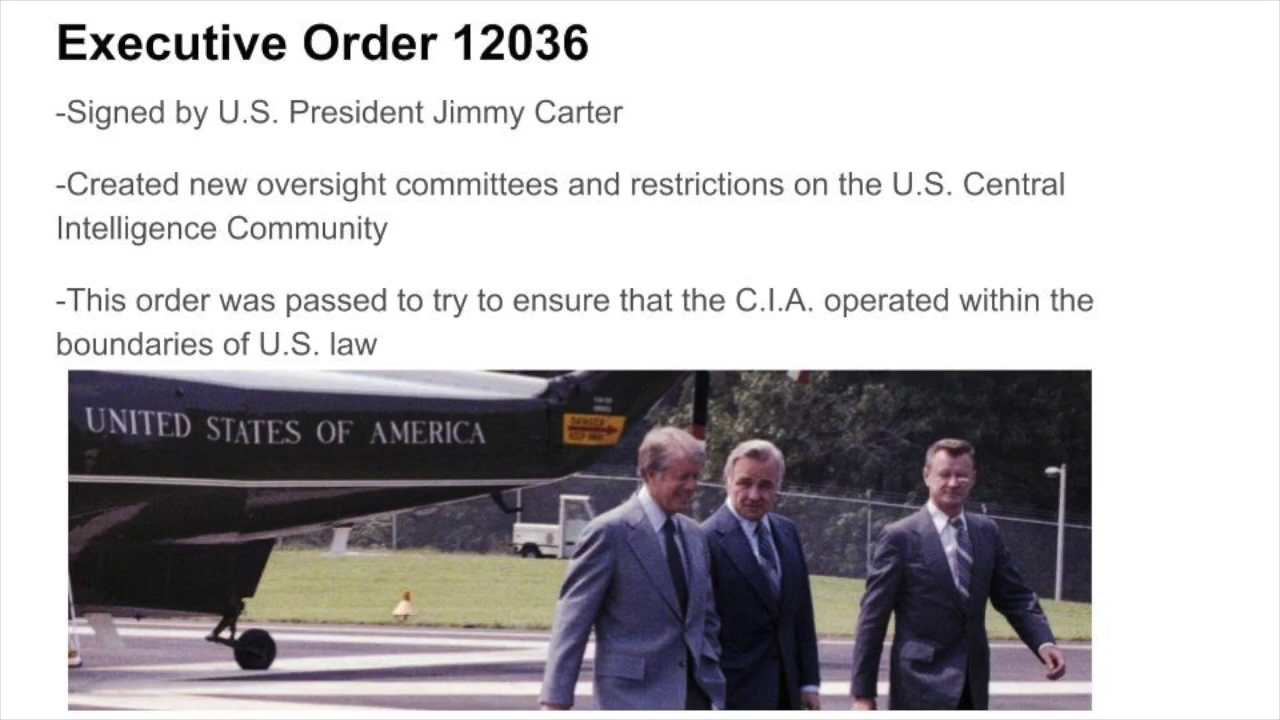 Executive Order 12036
-Signed by U.S. President Jimmy Carter
-Created new oversight committees and restrictions on the U.S. Central
Intelligence Community
-This order was passed to try to ensure that the C.I.A. operated within the
boundaries of U.S. law
UNITED STATES OF AMERICA
DANGER
KEEP AWAY